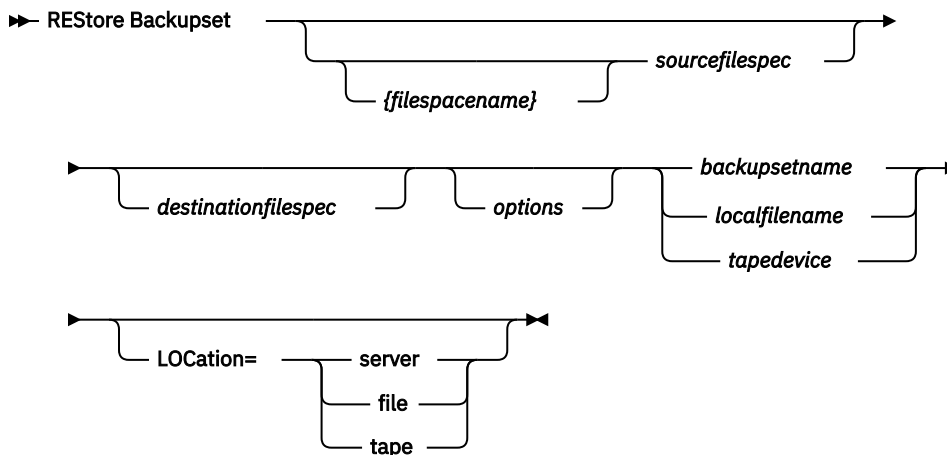 REStore Backupset
sourcefilespec
{filespacename}
backupsetname
destinationfilespec
options
localfilename
tapedevice
LOCation=
server
file
tape